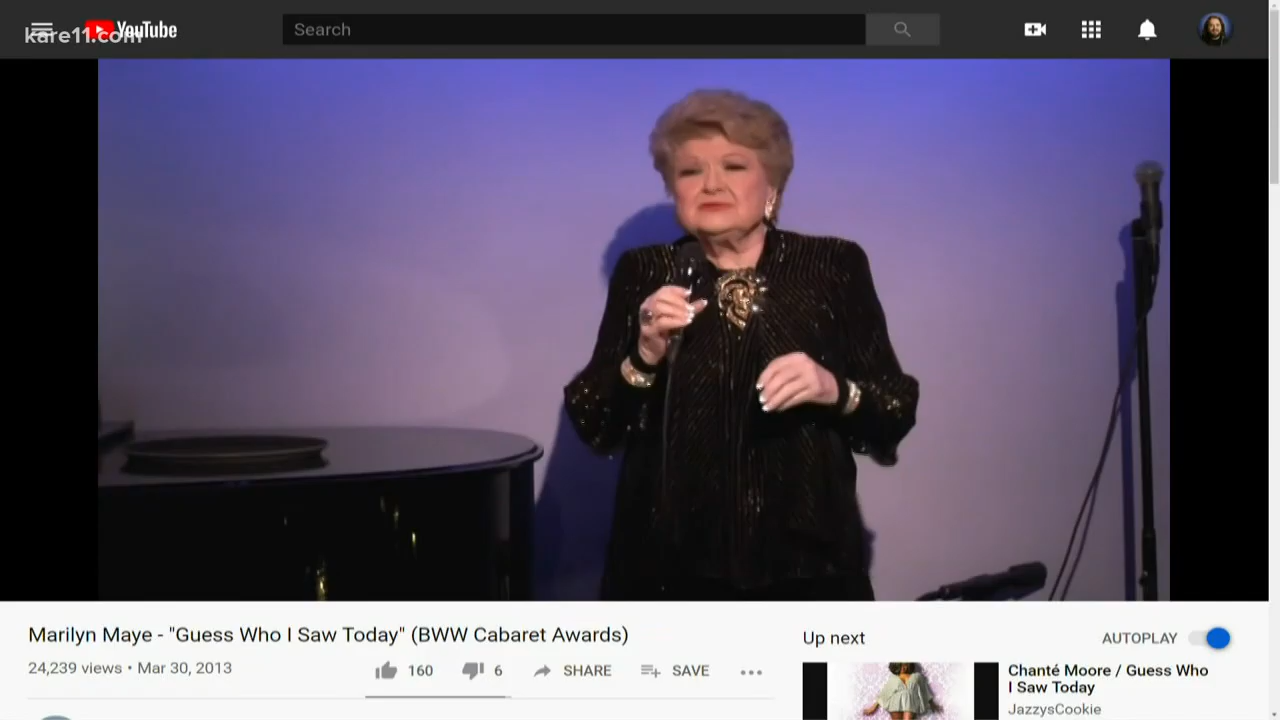 kare11.com
YouTube
Search
Marilyn Maye - "Guess Who I Saw Today" (BWW Cabaret Awards)
24,239 views • Mar 30, 2013
160
6
SHARE
SAVE
Up next
AUTOPLAY
Chanté Moore / Guess Who
I Saw Today
JazzysCookie